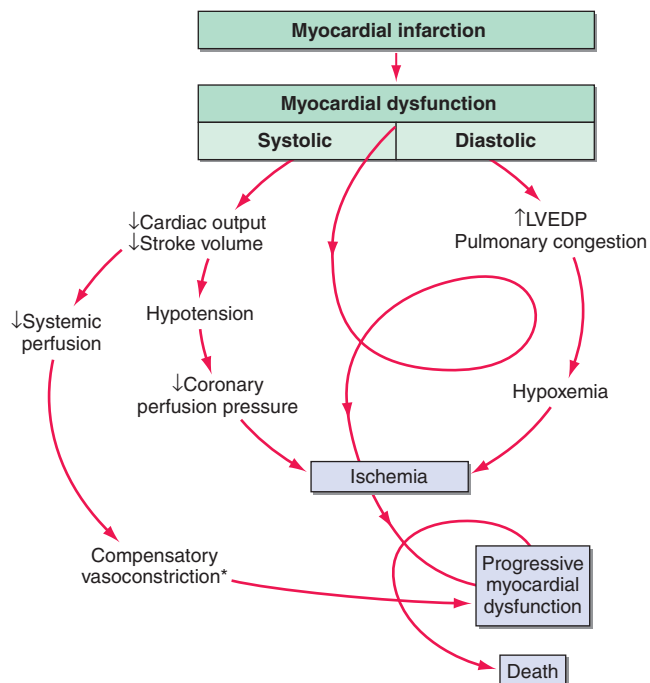 Myocardial infarction
Myocardial dysfunction
Systolic
Diastolic
↓Cardiac output
↓Stroke volume
↑LVEDP
Pulmonary congestion
↓Systemic
perfusion
Hypotension
↓Coronary
perfusion pressure
Hypoxemia
Ischemia
Compensatory
vasoconstriction*
Progressive
myocardial
dysfunction
Death